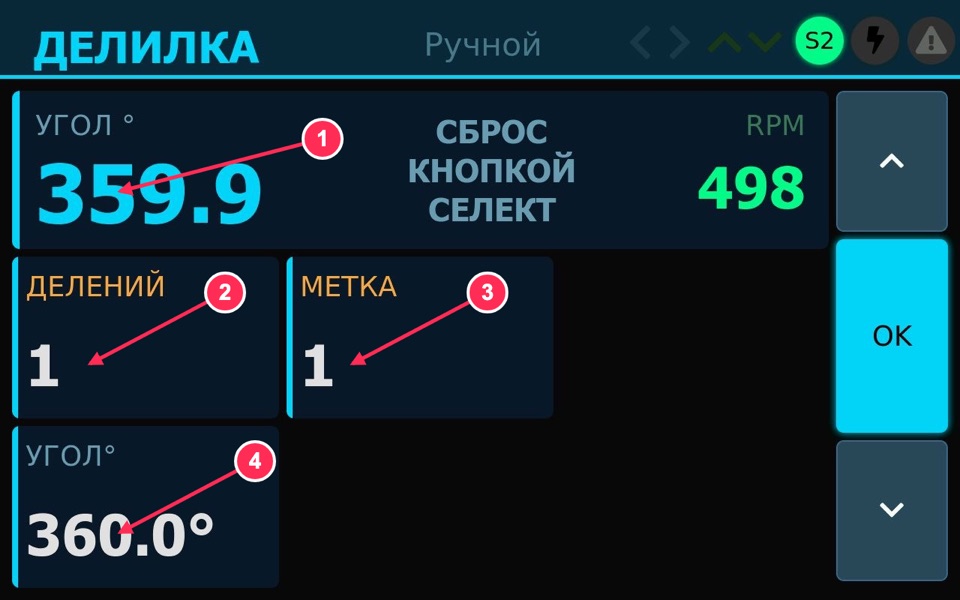 ДЕЛИЛКА
Ручной
S2
УГОЛ °
1
СБРОС
КНОПКОЙ
СЕЛЕКТ
RPM
359.9
498
ДЕЛЕНИЙ
2
МЕТКА
3
1
1
OK
УГОЛ°
4
360.0°